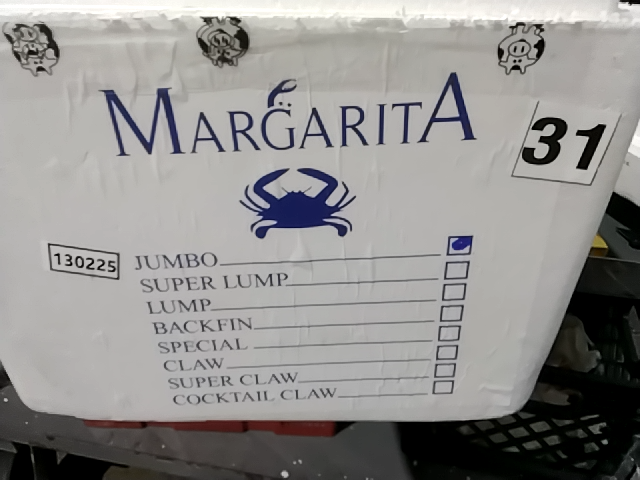 MARGARITA
31
130225
JUMBO
SUPER LUMP
LUMP
BACKFIN
SPECIAL
CLAW
SUPER CLAW
COCKTAIL CLAW